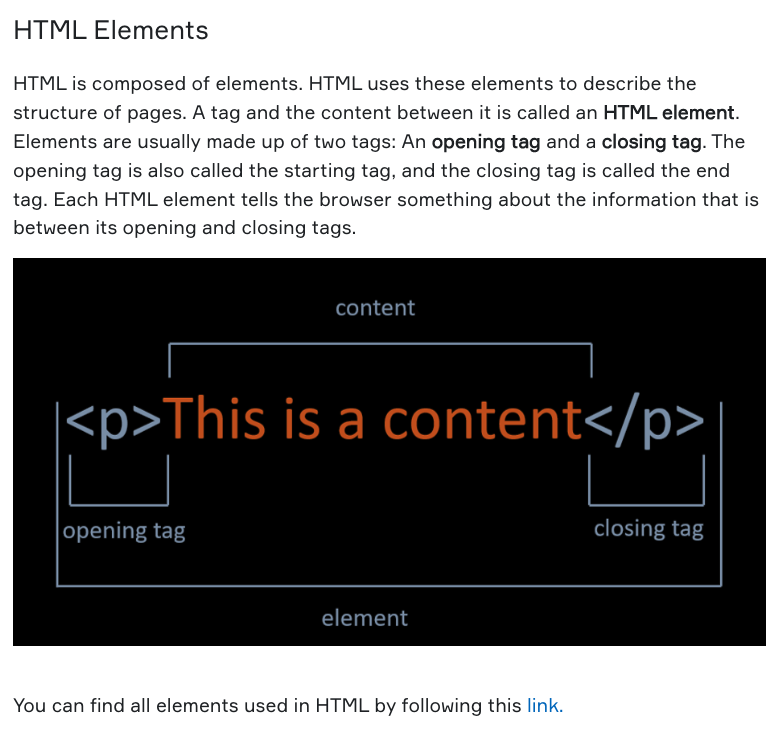 HTML Elements
HTML is composed of elements. HTML uses these elements to describe the
structure of pages. A tag and the content between it is called an HTML element.
Elements are usually made up of two tags: An opening tag and a closing tag. The
opening tag is also called the starting tag, and the closing tag is called the end
tag. Each HTML element tells the browser something about the information that is
between its opening and closing tags.
content
<p>This is a content</p>
opening tag
closing tag
element
You can find all elements used in HTML by following this link.